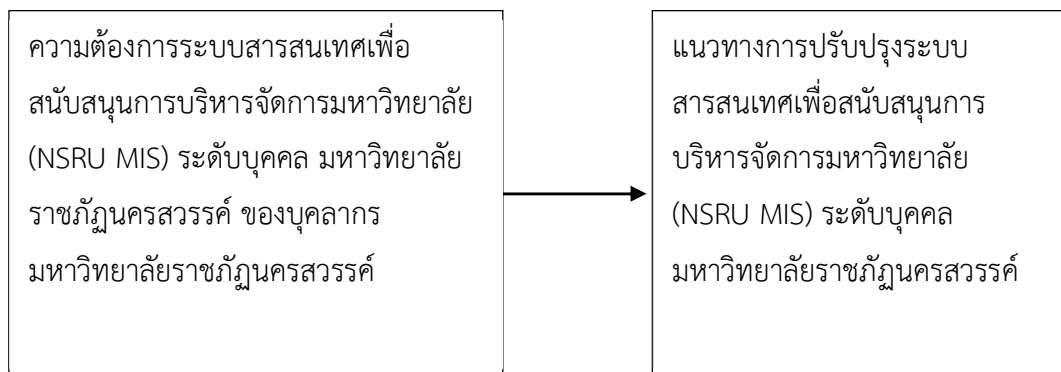 ความต้องการระบบสารสนเทศเพื่อ
สนับสนุนการบริหารจัดการมหาวิทยาลัย
(NSRU MIS) ระดับบุคคล มหาวิทยาลัย
ราชภัฏนครสวรรค์ ของบุคลากร
มหาวิทยาลัยราชภัฏนครสวรรค์
แนวทางการปรับปรุงระบบ
สารสนเทศเพื่อสนับสนุนการ
บริหารจัดการมหาวิทยาลัย
(NSRU MIS) ระดับบุคคล
มหาวิทยาลัยราชภัฏนครสวรรค์